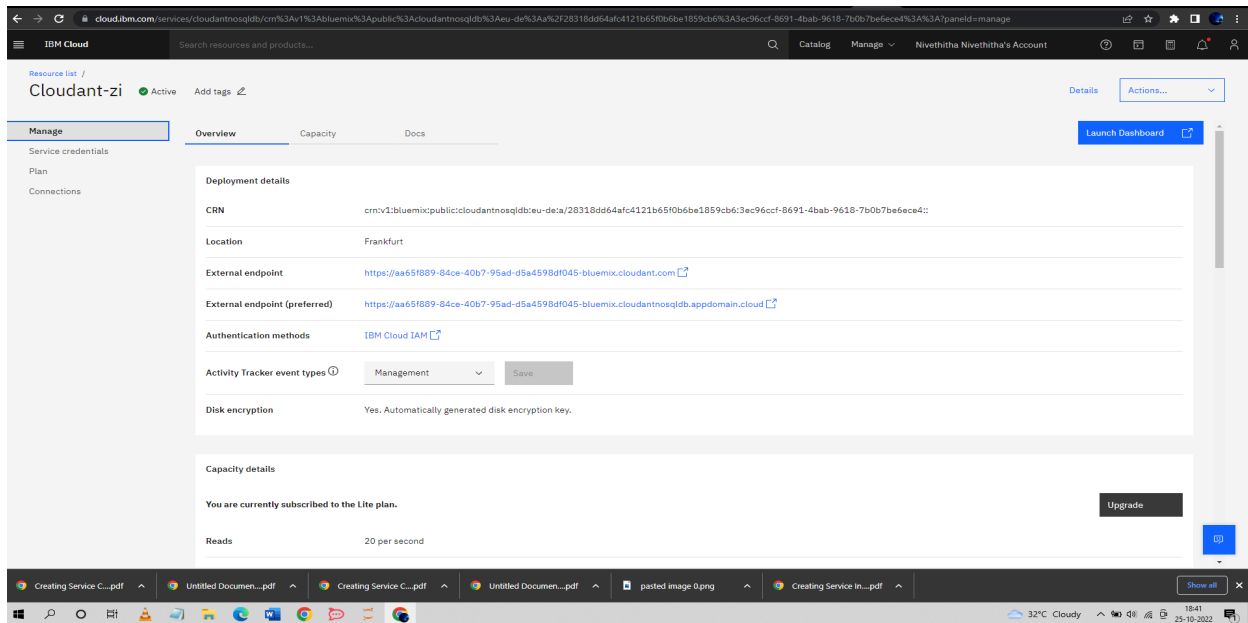 cloud.ibm.com/services/cloudantnosqldb/crn%3Av1%3Abluemix%3Apublic%3Acloudantnosqldb%3Aeu-de%3Aa%2F28318dd64afc4121b65f0b6be1859cb6%3A3ec96ccf-8691-4bab-9618-7b0b7be6ece4%3A%3A?paneId=manage
IBM Cloud Search resources and products... Catalog Manage Nivethitha Nivethitha's Account
Resource list /
Cloudant-zi Active Add tags Details Actions...
Manage Overview Capacity Docs Launch Dashboard
Service credentials
Plan
Connections
Deployment details
CRN crn:v1:bluemix:public:cloudantnosqldb:eu-de:a/28318dd64afc4121b65f0b6be1859cb6:3ec96ccf-8691-4bab-9618-7b0b7be6ece4::
Location Frankfurt
External endpoint https://aa65f889-84ce-40b7-95ad-d5a4598df045-bluemix.cloudant.com
External endpoint (preferred) https://aa65f889-84ce-40b7-95ad-d5a4598df045-bluemix.cloudantnosqldb.appdomain.cloud
Authentication methods IBM Cloud IAM
Activity Tracker event types Management Save
Disk encryption Yes. Automatically generated disk encryption key.
Capacity details
You are currently subscribed to the Lite plan. Upgrade
Reads 20 per second
Creating Service C....pdf Untitled Documen....pdf Creating Service C....pdf Untitled Documen....pdf pasted image 0.png Creating Service In....pdf Show all
32°C Cloudy 18:41
25-10-2022